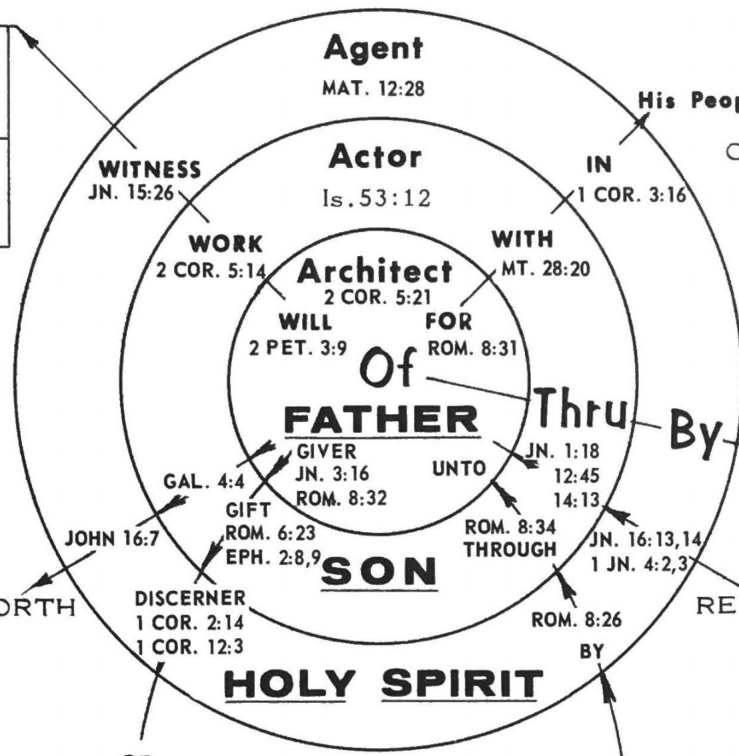 Agent
MAT. 12:28
His
WITNESS
JN. 15:26
Actor
Is.53:12
IN
1 COR. 3:16
WORK
2 COR. 5:14
WITH
MT. 28:20
Architect
2 COR. 5:21
WILL
2 PET. 3:9
FOR
ROM. 8:31
Of
Thru
By
FATHER
GAL. 4:4
GIVER
JN. 3:16
ROM. 8:32
UNTO
JN. 1:18
12:45
14:13
JOHN 16:7
GIFT
ROM. 6:23
EPH. 2:8,9
ROM. 8:34
THROUGH
JN. 16:13,14
1 JN. 4:2,3
SON
DISCERNER
1 COR. 2:14
1 COR. 12:3
ROM. 8:26
BY
HOLY SPIRIT